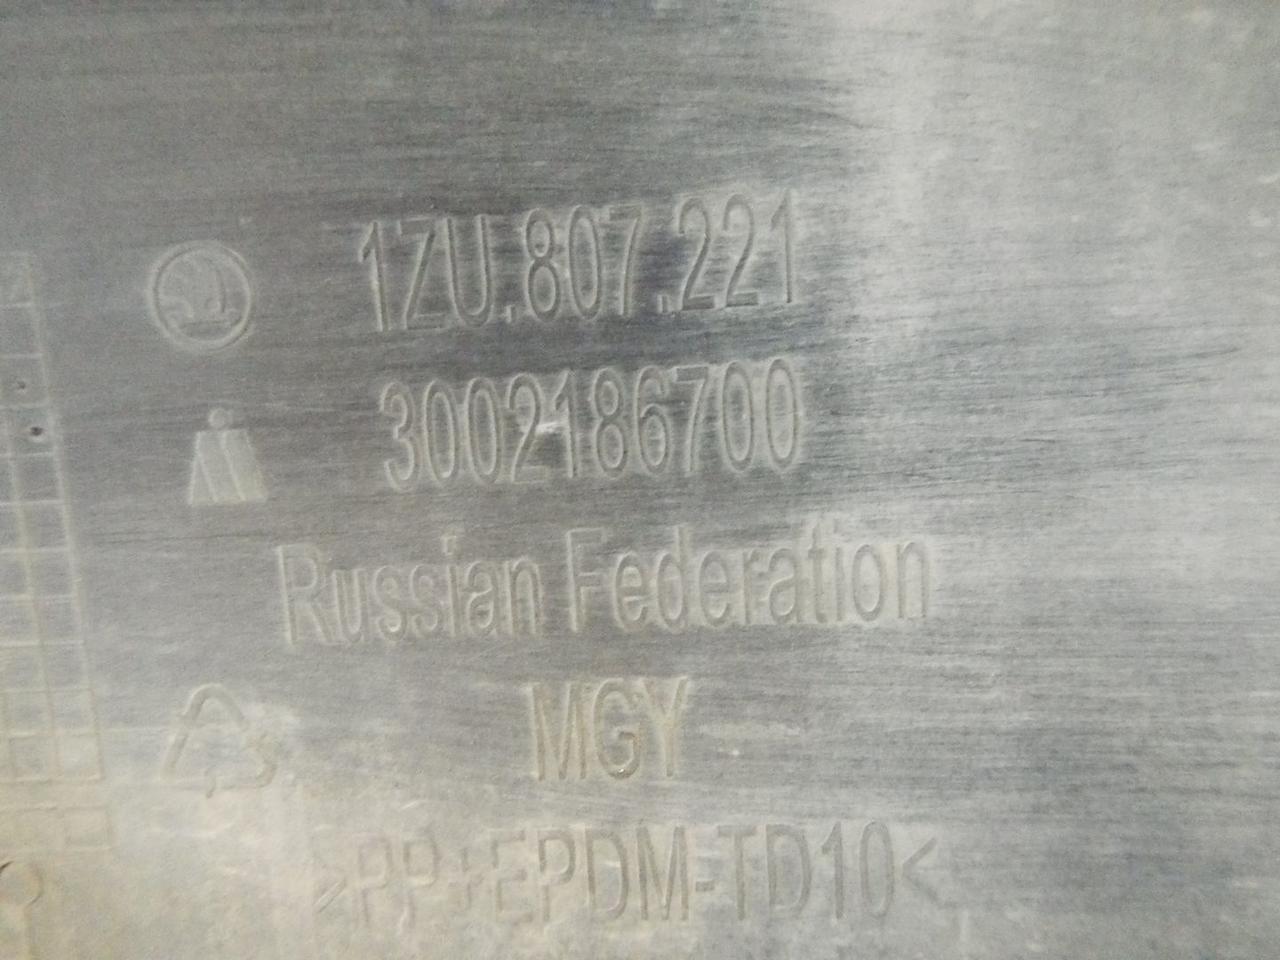 1ZU.807.221
3002186700
Russian Federation
MGY
>PP+EPDM-TD10<